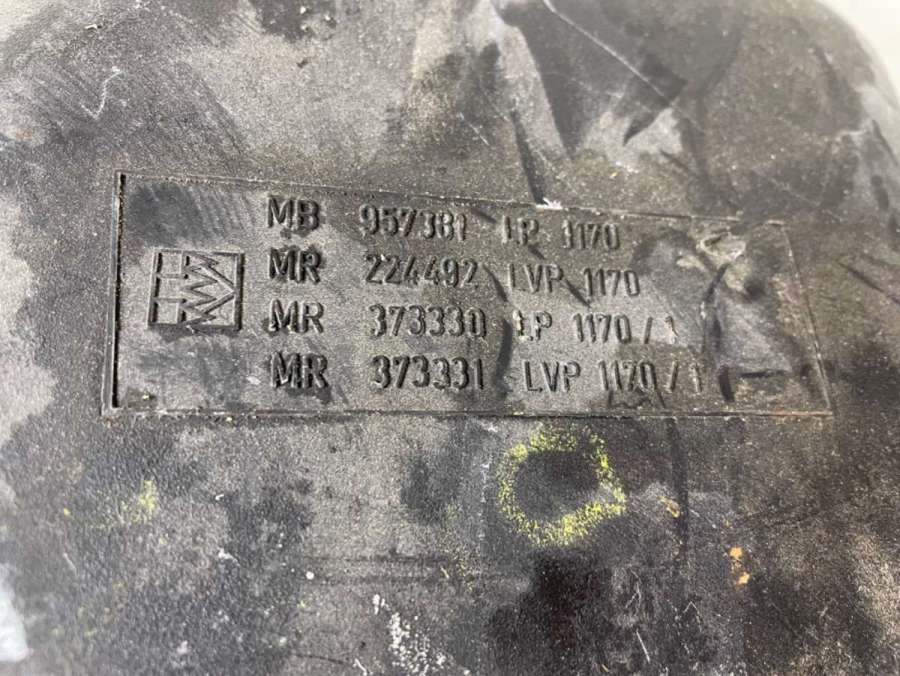 MB 957381 LP 1170
MR 224492 LVP 1170
MR 373330 LP 1170/1
MR 373331 LVP 1170/1